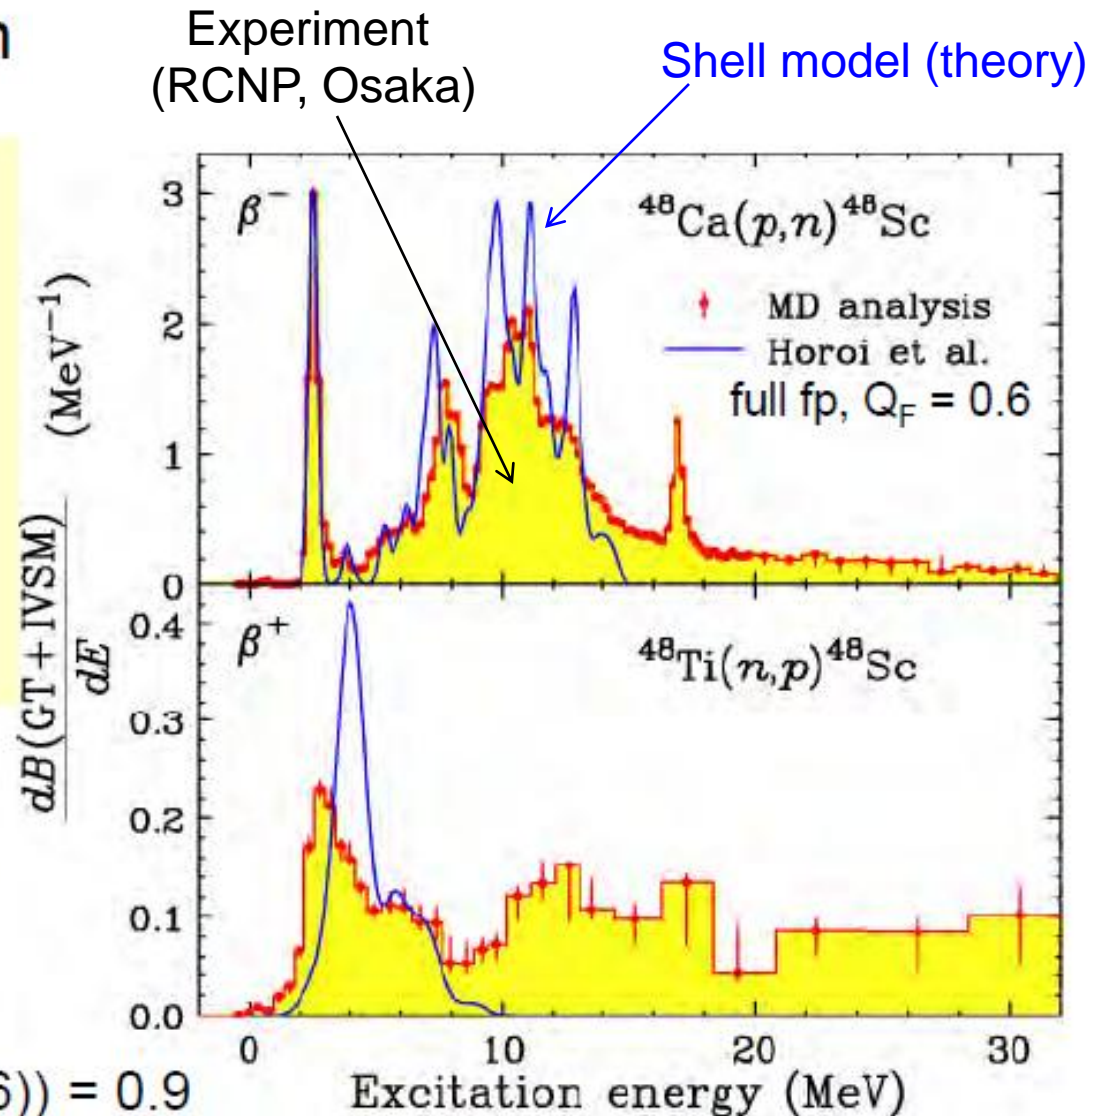 n
Experiment
(RCNP, Osaka)
Shell model (theory)
β⁻
⁴⁸Ca(p,n)⁴⁸Sc
MD analysis
Horoi et al.
full fp, Q_F = 0.6
3
2
1
0
dB(GT+IVSM)/dE (MeV⁻¹)
β⁺
⁴⁸Ti(n,p)⁴⁸Sc
0.4
0.3
0.2
0.1
0.0
0 10 20 30
Excitation energy (MeV)
)) = 0.9